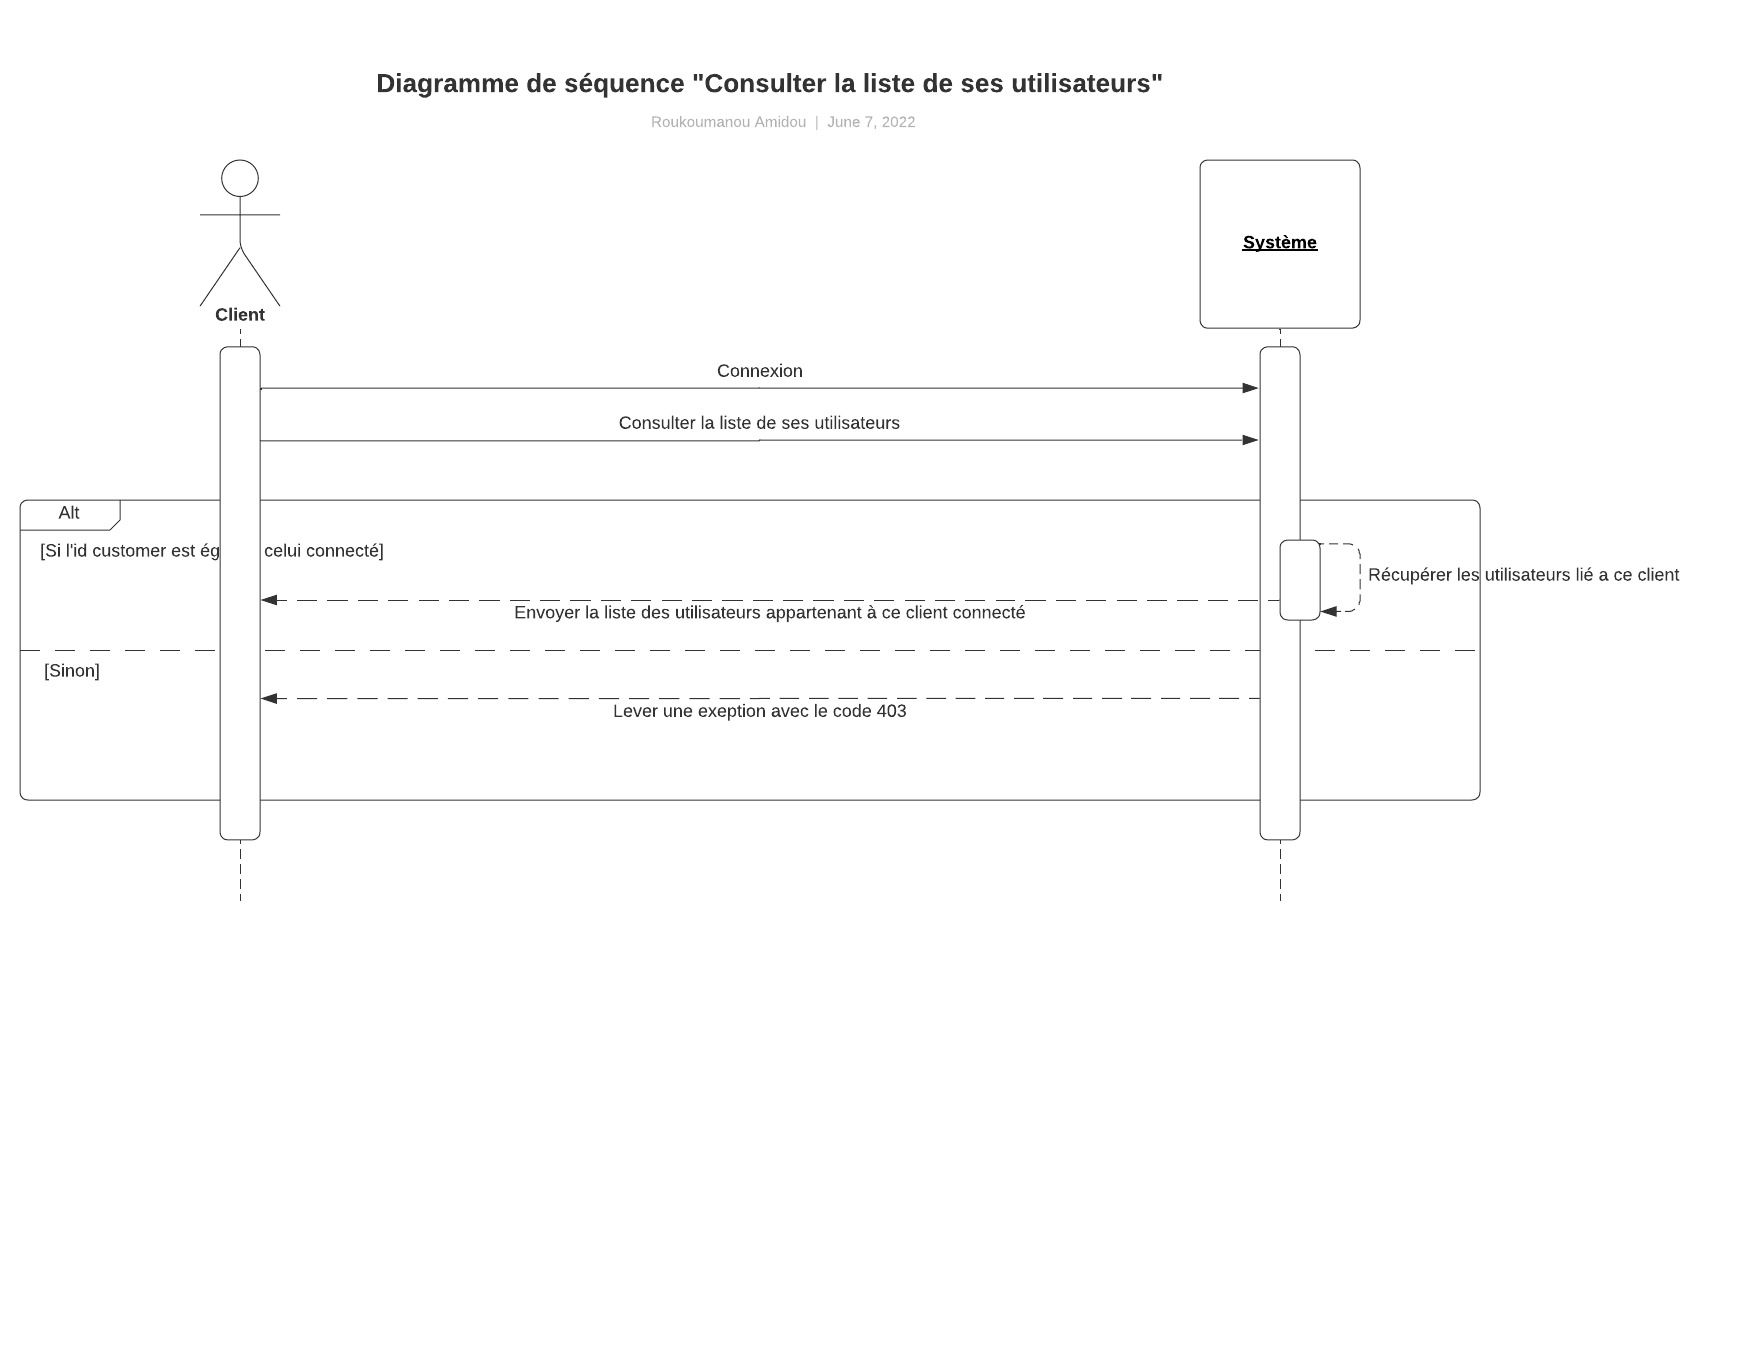 Diagramme de séquence "Consulter la liste de ses utilisateurs"
Roukoumanou Amidou | June 7, 2022
Client
Système
Connexion
Consulter la liste de ses utilisateurs
Alt
[Si l'id customer est ég celui connecté]
Récupérer les utilisateurs lié a ce client
Envoyer la liste des utilisateurs appartenant à ce client connecté
[Sinon]
Lever une exeption avec le code 403